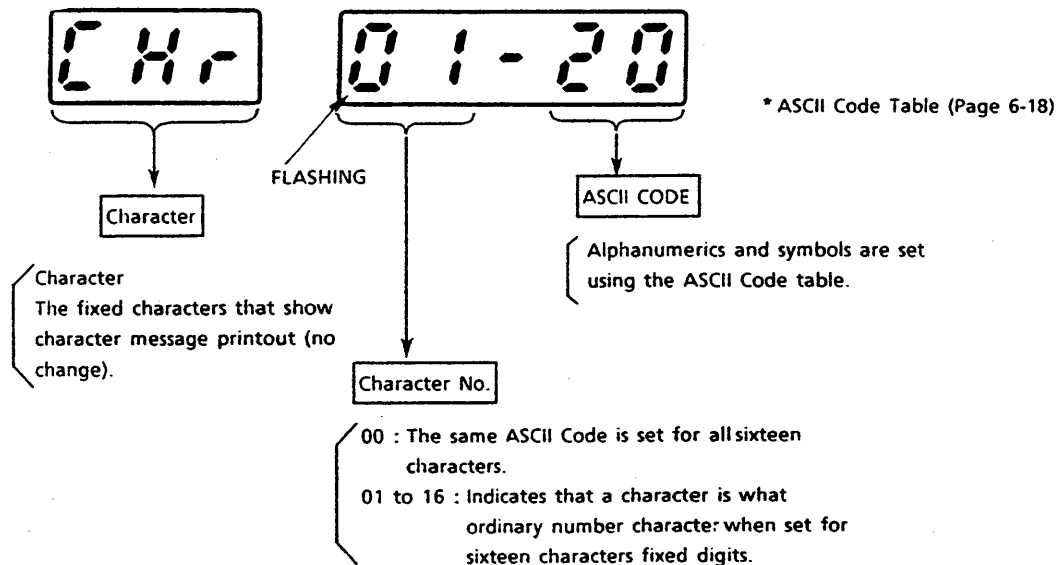 CHr 01-20
* ASCII Code Table (Page 6-18)
FLASHING
Character
ASCII CODE
Character
The fixed characters that show
character message printout (no
change).
Alphanumerics and symbols are set
using the ASCII Code table.
Character No.
00 : The same ASCII Code is set for all sixteen
characters.
01 to 16 : Indicates that a character is what
ordinary number character when set for
sixteen characters fixed digits.